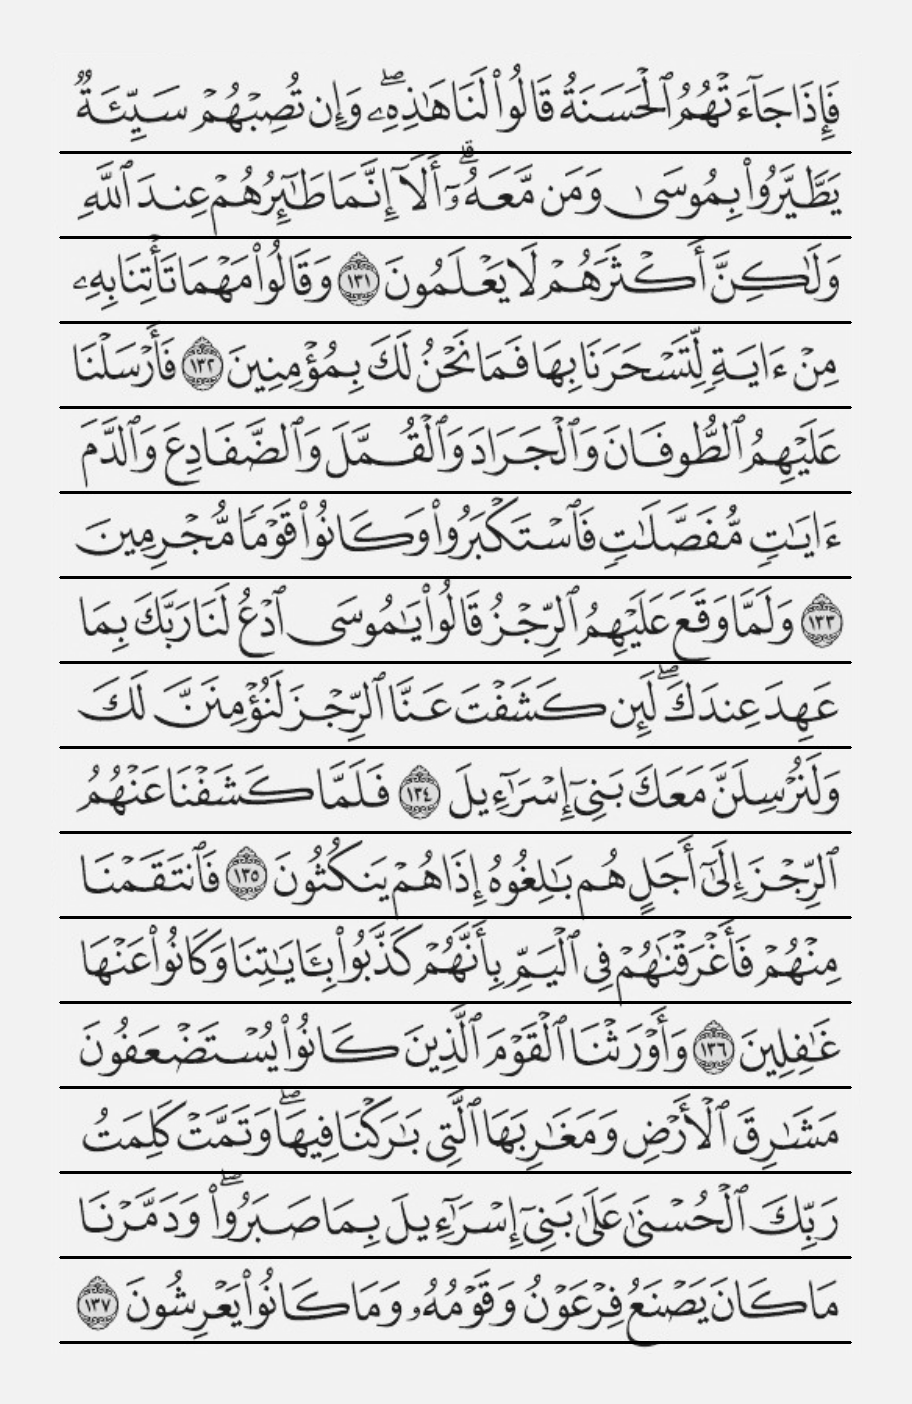 فَإِذَا جَآءَتْهُمُ ٱلْحَسَنَةُ قَالُوا۟ لَنَا هَـٰذِهِۦ ۖ وَإِن تُصِبْهُمْ سَيِّئَةٌ
يَطَّيَّرُوا۟ بِمُوسَىٰ وَمَن مَّعَهُۥٓ ۗ أَلَآ إِنَّمَا طَـٰٓئِرُهُمْ عِندَ ٱللَّهِ
وَلَـٰكِنَّ أَكْثَرَهُمْ لَا يَعْلَمُونَ ١٣١ وَقَالُوا۟ مَهْمَا تَأْتِنَا بِهِۦ
مِنْ ءَايَةٍ لِّتَسْحَرَنَا بِهَا فَمَا نَحْنُ لَكَ بِمُؤْمِنِينَ ١٣٢ فَأَرْسَلْنَا
عَلَيْهِمُ ٱلطُّوفَانَ وَٱلْجَرَادَ وَٱلْقُمَّلَ وَٱلضَّفَادِعَ وَٱلدَّمَ
ءَايَـٰتٍ مُّفَصَّلَـٰتٍ فَٱسْتَكْبَرُوا۟ وَكَانُوا۟ قَوْمًا مُّجْرِمِينَ
١٣٣ وَلَمَّا وَقَعَ عَلَيْهِمُ ٱلرِّجْزُ قَالُوا۟ يَـٰمُوسَى ٱدْعُ لَنَا رَبَّكَ بِمَا
عَهِدَ عِندَكَ ۖ لَئِن كَشَفْتَ عَنَّا ٱلرِّجْزَ لَنُؤْمِنَنَّ لَكَ
وَلَنُرْسِلَنَّ مَعَكَ بَنِىٓ إِسْرَٰٓءِيلَ ١٣٤ فَلَمَّا كَشَفْنَا عَنْهُمُ
ٱلرِّجْزَ إِلَىٰٓ أَجَلٍ هُم بَـٰلِغُوهُ إِذَا هُمْ يَنكُثُونَ ١٣٥ فَٱنتَقَمْنَا
مِنْهُمْ فَأَغْرَقْنَـٰهُمْ فِى ٱلْيَمِّ بِأَنَّهُمْ كَذَّبُوا۟ بِـَٔايَـٰتِنَا وَكَانُوا۟ عَنْهَا
غَـٰفِلِينَ ١٣٦ وَأَوْرَثْنَا ٱلْقَوْمَ ٱلَّذِينَ كَانُوا۟ يُسْتَضْعَفُونَ
مَشَـٰرِقَ ٱلْأَرْضِ وَمَغَـٰرِبَهَا ٱلَّتِى بَـٰرَكْنَا فِيهَا ۖ وَتَمَّتْ كَلِمَتُ
رَبِّكَ ٱلْحُسْنَىٰ عَلَىٰ بَنِىٓ إِسْرَٰٓءِيلَ بِمَا صَبَرُوا۟ ۖ وَدَمَّرْنَا
مَا كَانَ يَصْنَعُ فِرْعَوْنُ وَقَوْمُهُۥ وَمَا كَانُوا۟ يَعْرِشُونَ ١٣٧